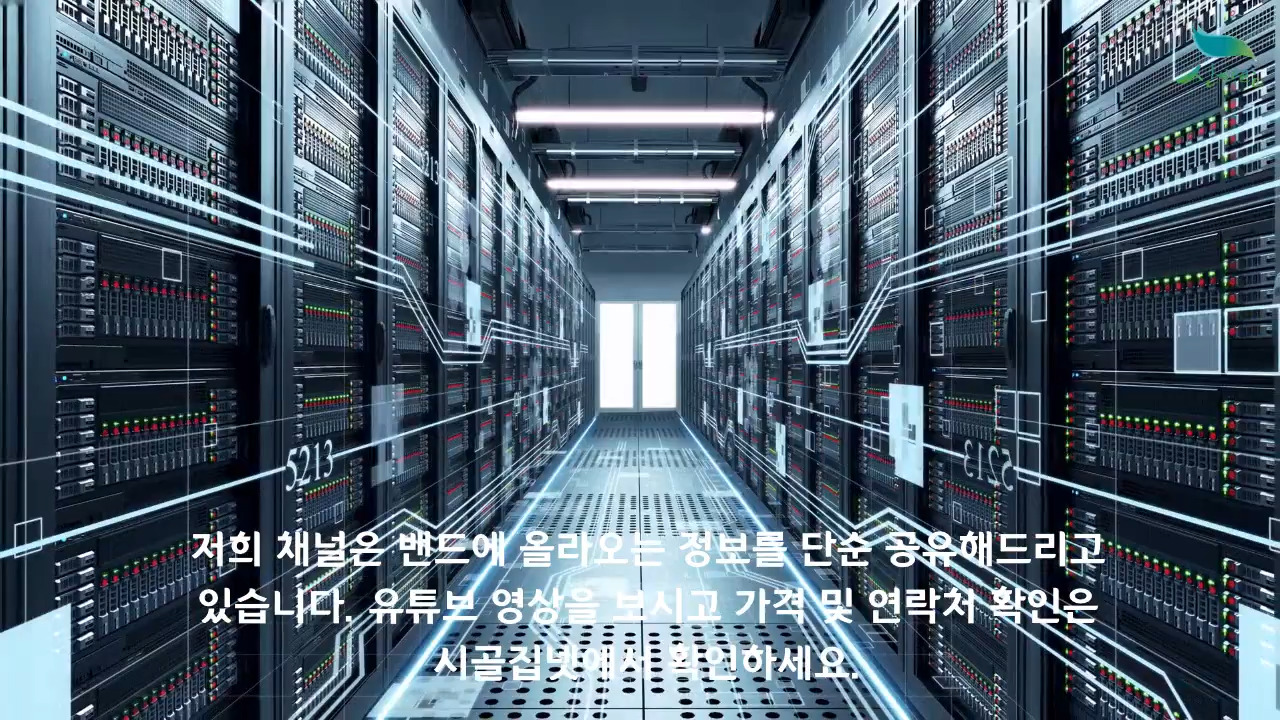 5213
5213
저희 채널은 밴드에 올라오는 정보를 단순 공유해드리고
있습니다. 유튜브 영상을 보시고 가격 및 연락처 확인은
시골집넷에서 확인하세요.